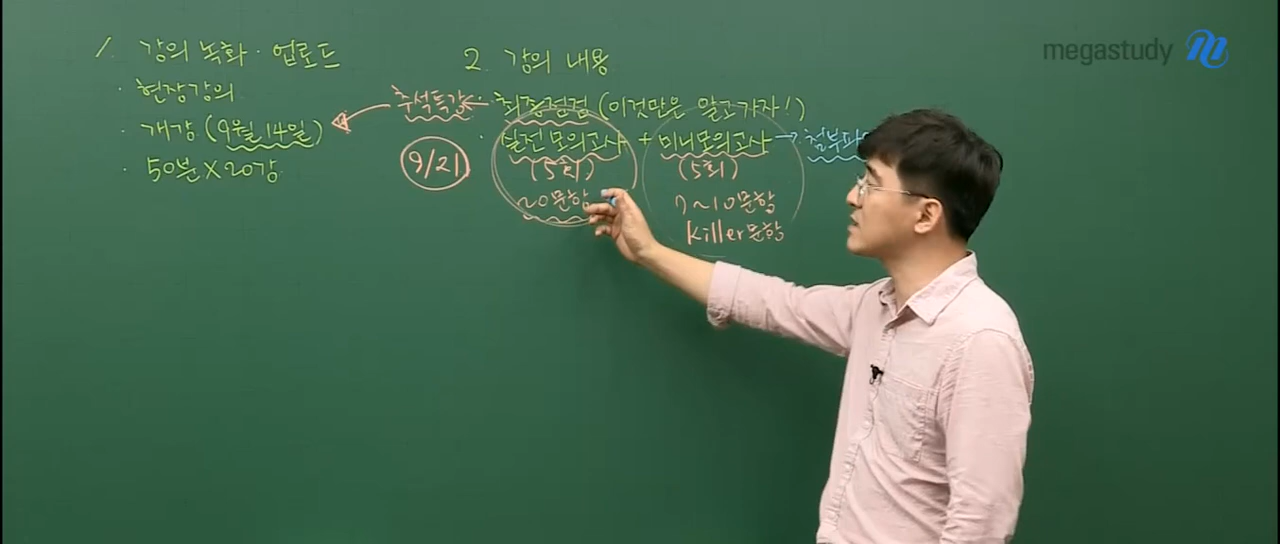 1. 강의 녹화 · 업로드
· 현장강의
· 개강 (9월 14일)
· 50분 X 20강
2. 강의 내용
추석특강
· 최종점검 (이것만은 알고가자!)
9/21
· 실전모의고사 + 미니모의고사 → 첨부파
(5회) (5회)
20문항 7~10문항
killer문항
megastudy